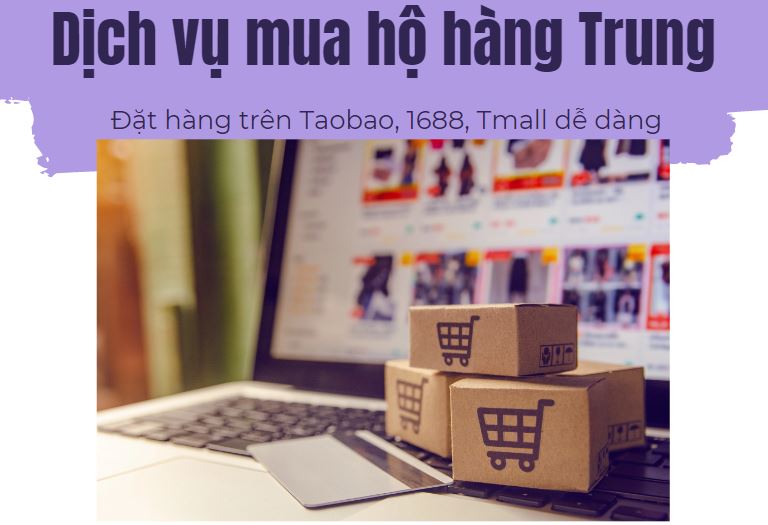 Dịch vụ mua hộ hàng Trung
Đặt hàng trên Taobao, 1688, Tmall dễ dàng